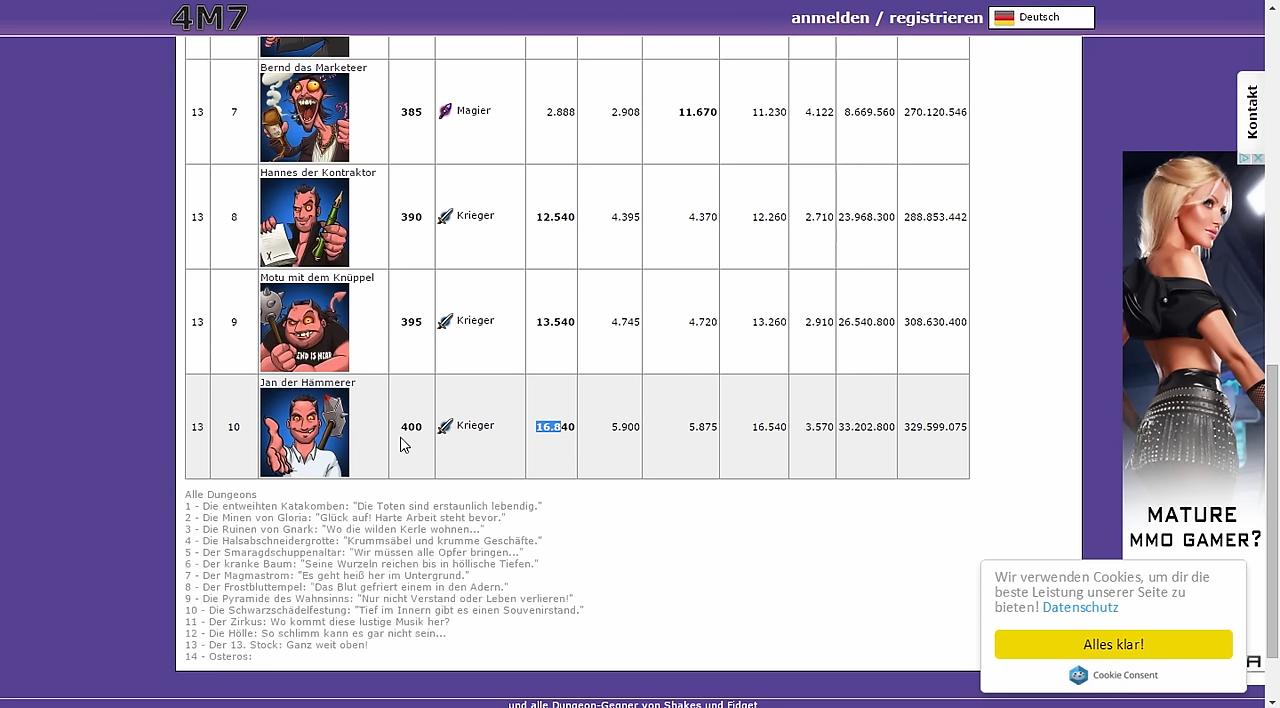 4M7
anmelden / registrieren
Deutsch
Kontakt
Bernd das Marketeer
13 7 385 Magier 2.888 2.908 11.670 11.230 4.122 8.669.560 270.120.546
Hannes der Kontraktor
13 8 390 Krieger 12.540 4.395 4.370 12.260 2.710 23.968.300 288.853.442
Motu mit dem Knüppel
END IS NEAR
13 9 395 Krieger 13.540 4.745 4.720 13.260 2.910 26.540.800 308.630.400
Jan der Hämmerer
13 10 400 Krieger 16.840 5.900 5.875 16.540 3.570 33.202.800 329.599.075
Alle Dungeons
1 - Die entweihten Katakomben: "Die Toten sind erstaunlich lebendig."
2 - Die Minen von Gloria: "Glück auf! Harte Arbeit steht bevor."
3 - Die Ruinen von Gnark: "Wo die wilden Kerle wohnen..."
4 - Die Halsabschneidergrotte: "Krummsäbel und krumme Geschäfte."
5 - Der Smaragdschuppenaltar: "Wir müssen alle Opfer bringen..."
6 - Der kranke Baum: "Seine Wurzeln reichen bis in höllische Tiefen."
7 - Der Magmastrom: "Es geht heiß her im Untergrund."
8 - Der Frostbluttempel: "Das Blut gefriert einem in den Adern."
9 - Die Pyramide des Wahnsinns: "Nur nicht Verstand oder Leben verlieren!"
10 - Die Schwarzschädelfestung: "Tief im Innern gibt es einen Souvenirstand."
11 - Der Zirkus: Wo kommt diese lustige Musik her?
12 - Die Hölle: So schlimm kann es gar nicht sein...
13 - Der 13. Stock: Ganz weit oben!
14 - Osteros:
MATURE
MMO GAMER?
Wir verwenden Cookies, um dir die
beste Leistung unserer Seite zu
bieten! Datenschutz
Alles klar!
Cookie Consent
und alle Dungeon-Gegner von Shakes und Fidget